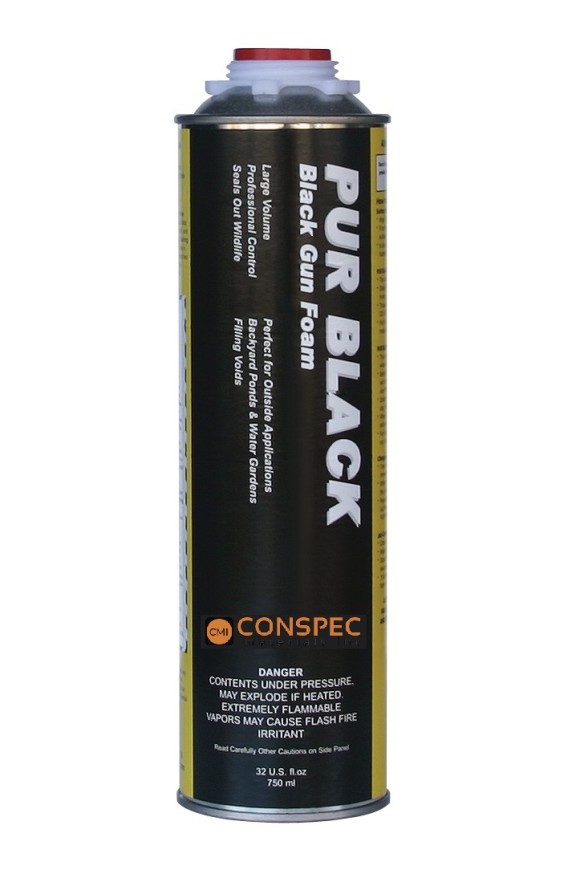 PUR BLACK
Black Gun Foam
Large Volume
Professional Control
Seals Out Wildlife
Perfect for Outside Applications
Backyard Ponds & Water Gardens
Filling Voids
CMI
CONSPEC
DANGER
CONTENTS UNDER PRESSURE,
MAY EXPLODE IF HEATED.
EXTREMELY FLAMMABLE
VAPORS MAY CAUSE FLASH FIRE
IRRITANT
Read Carefully Other Cautions on Side Panel
32 U.S. fl.oz
750 ml